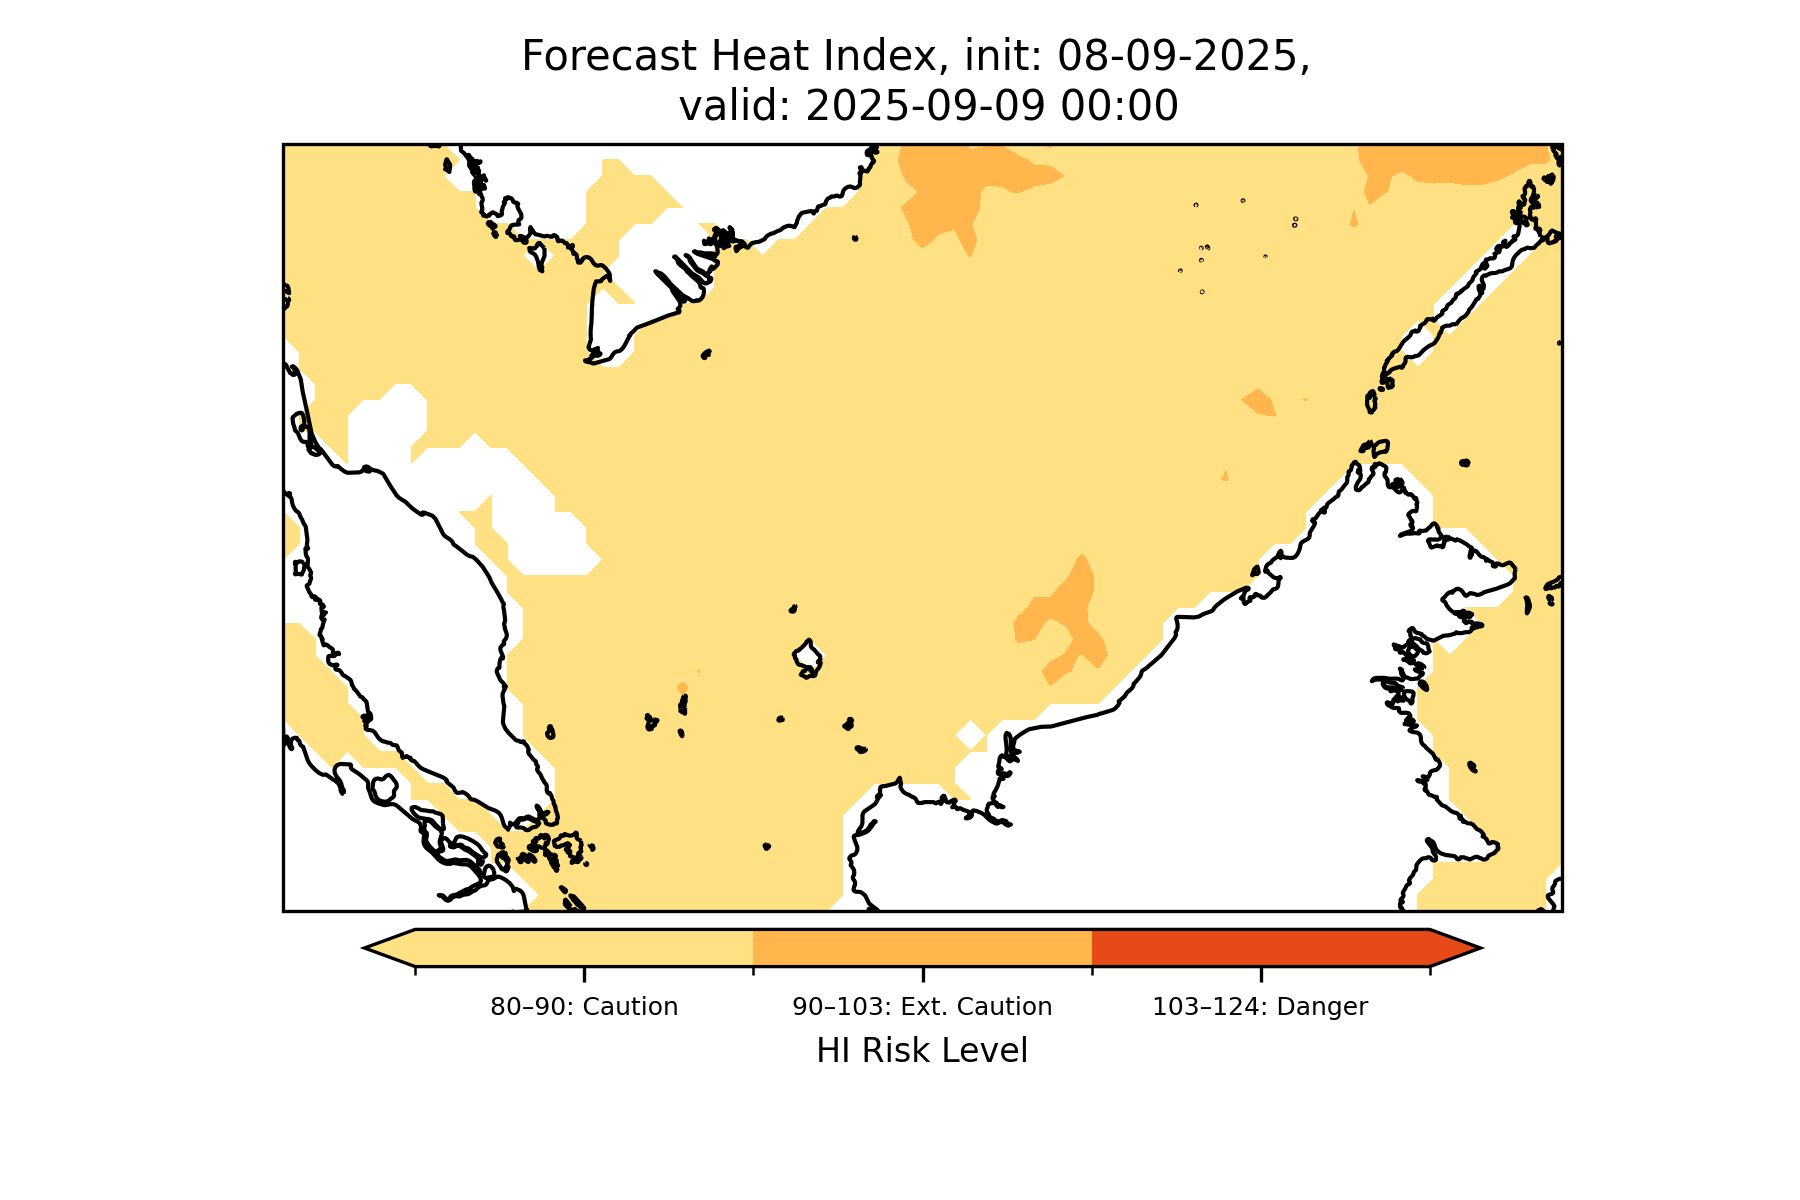 Forecast Heat Index, init: 08-09-2025,
valid: 2025-09-09 00:00
80–90: Caution
90–103: Ext. Caution
103–124: Danger
HI Risk Level